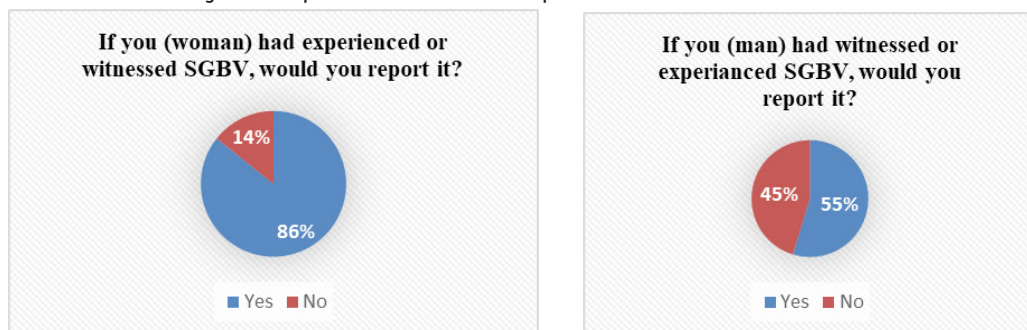 If you (woman) had experienced or
witnessed SGBV, would you report it?
14%
86%
Yes No
If you (man) had witnessed or
experianced SGBV, would you
report it?
45%
55%
Yes No